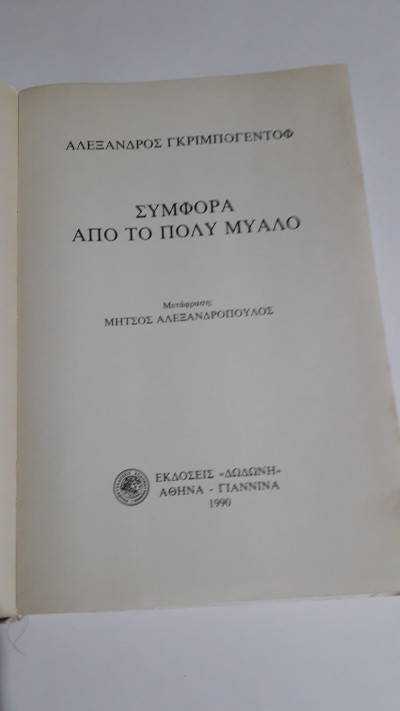 ΑΛΕΞΑΝΔΡΟΣ ΓΚΡΙΜΠΟΓΕΝΤΟΦ
ΣΥΜΦΟΡΑ
ΑΠΟ ΤΟ ΠΟΛΥ ΜΥΑΛΟ
Μετάφραση:
ΜΗΤΣΟΣ ΑΛΕΞΑΝΔΡΟΠΟΥΛΟΣ
ΕΚΔΟΣΕΙΣ «ΔΩΔΩΝΗ»
ΑΘΗΝΑ - ΓΙΑΝΝΙΝΑ
1990